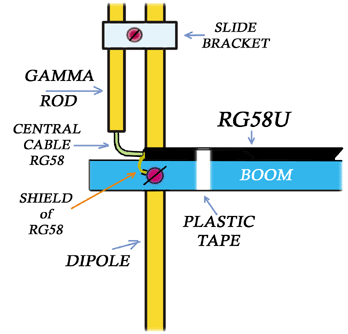 SLIDE
BRACKET
GAMMA
ROD
CENTRAL
CABLE
RG58
RG58U
BOOM
SHIELD
of
RG58
PLASTIC
TAPE
DIPOLE